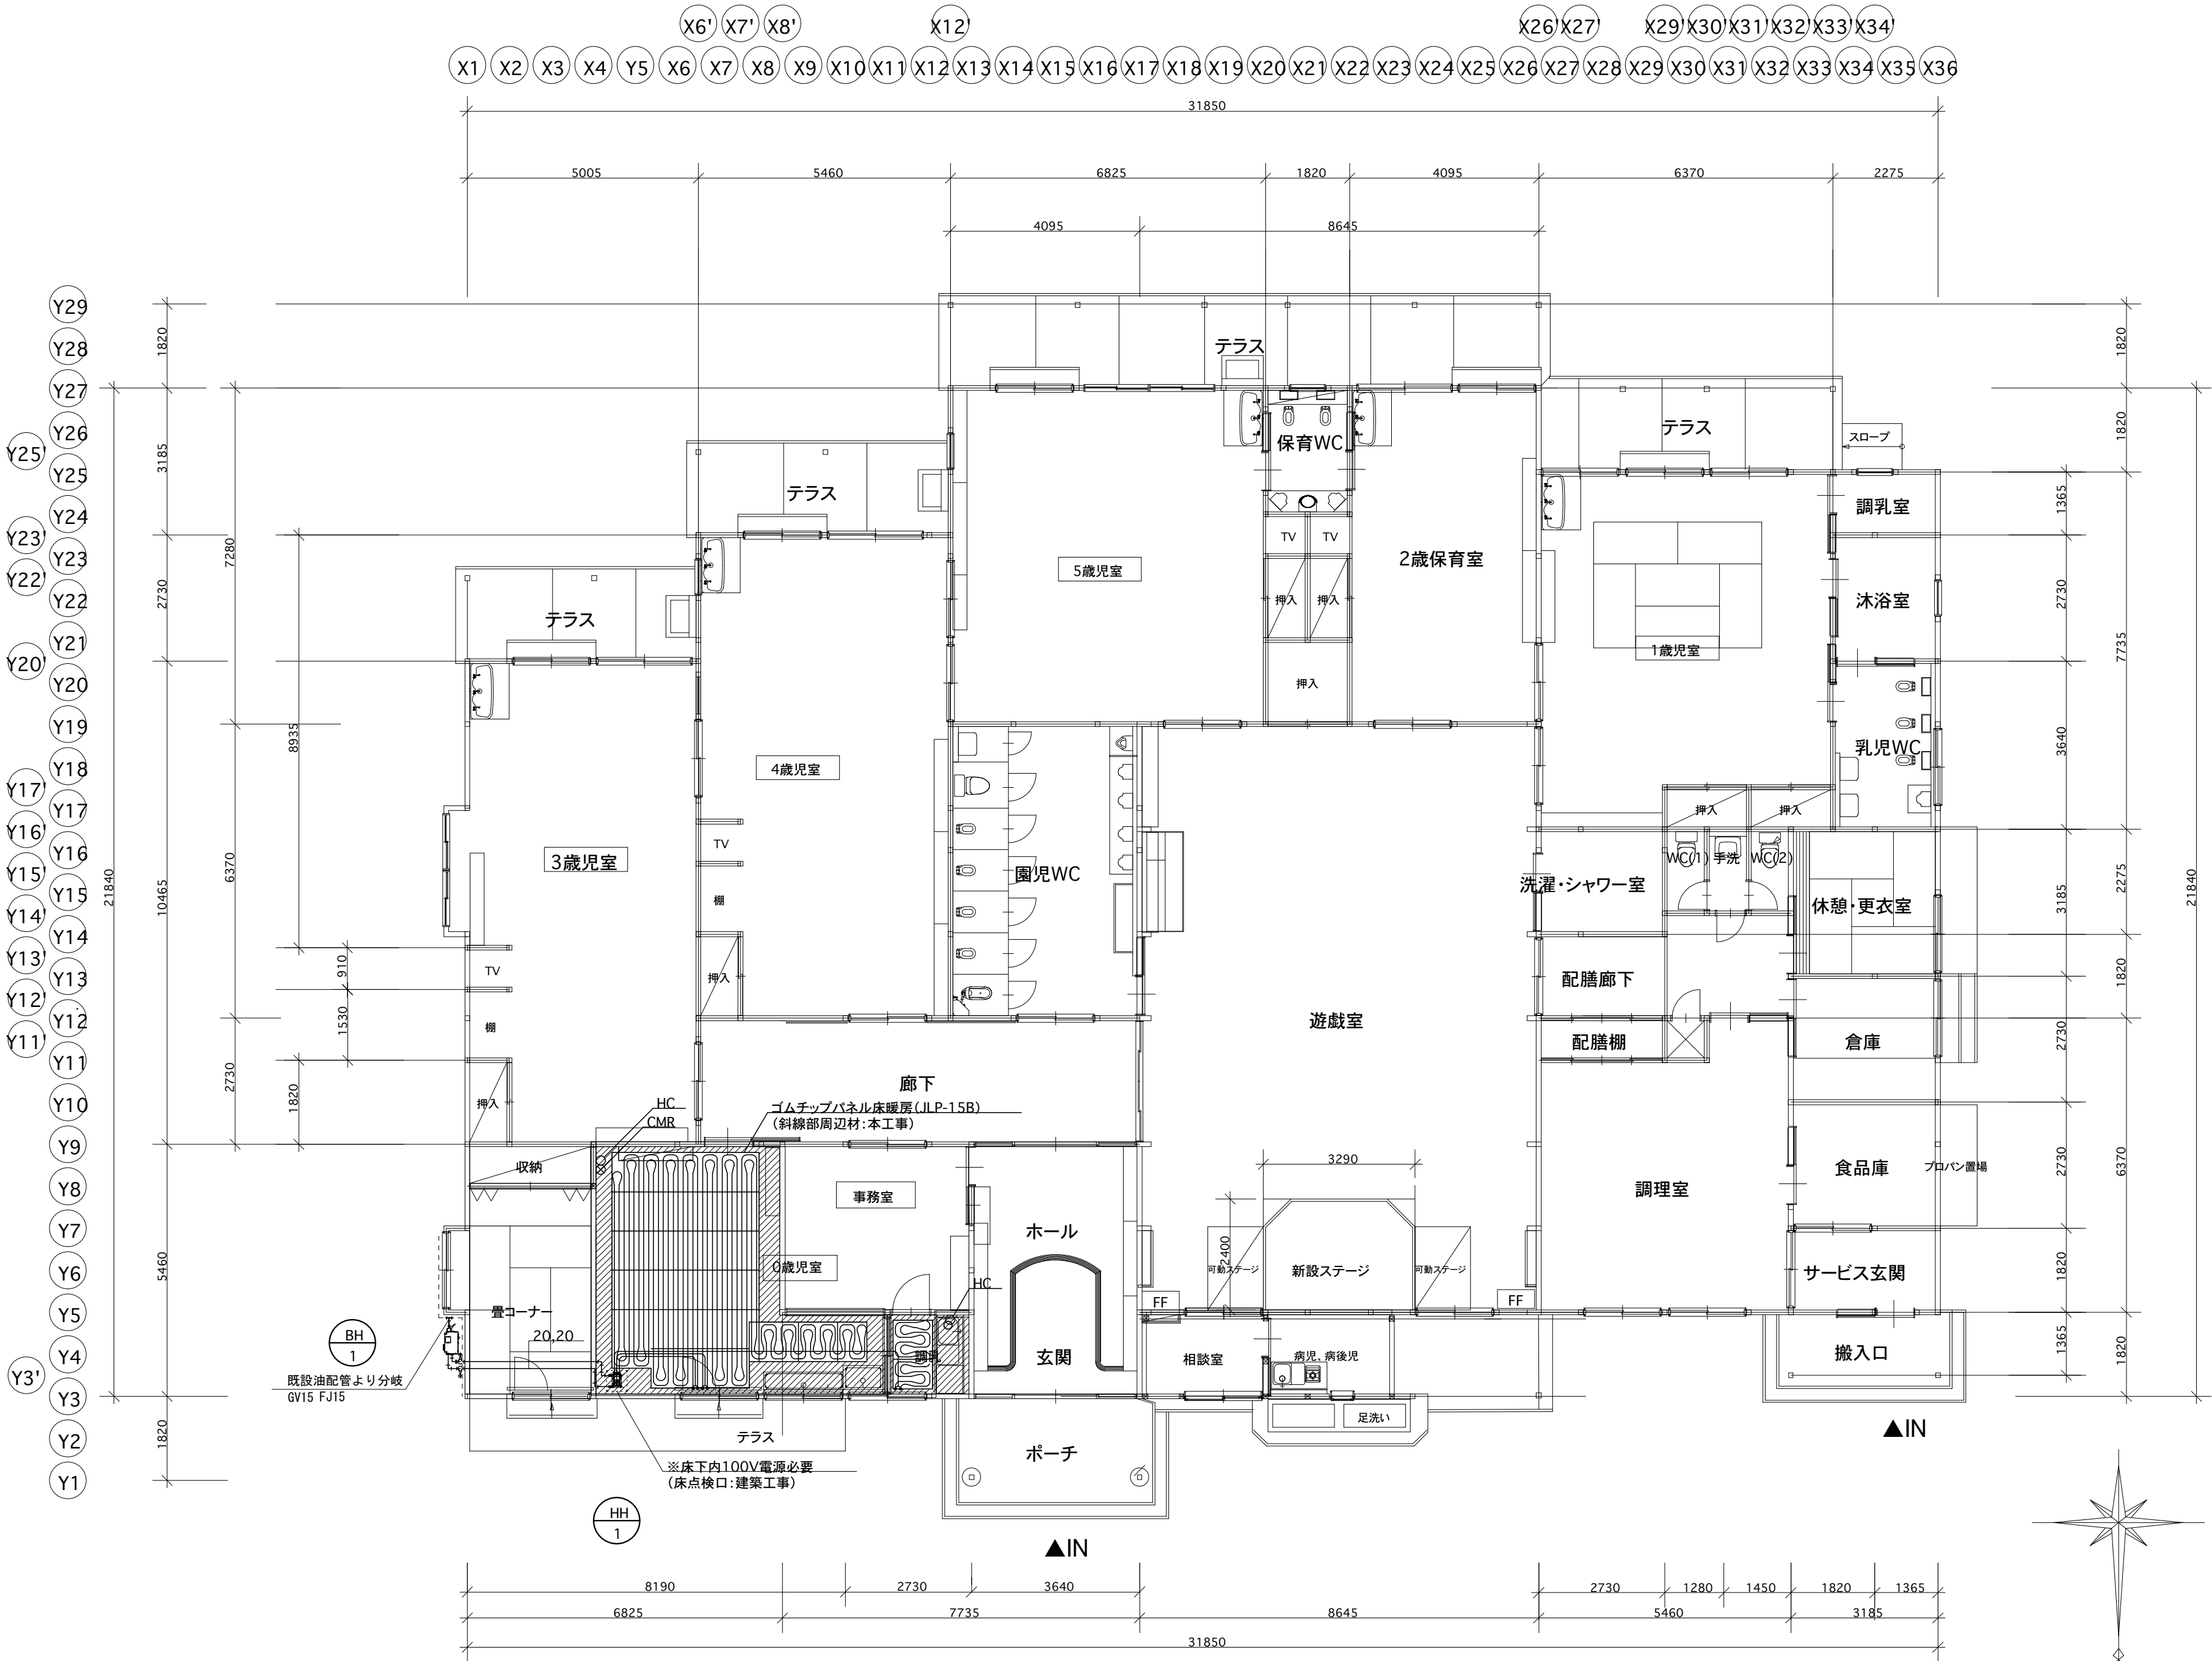 X6' X7' X8' X12' X26' X27' X29' X30' X31' X32' X33' X34'
X1 X2 X3 X4 Y5 X6 X7 X8 X9 X10 X11 X12 X13 X14 X15 X16 X17 X18 X19 X20 X21 X22 X23 X24 X25 X26 X27 X28 X29 X30 X31 X32 X33 X34 X35 X36
31850
5005 5460 6825 1820 4095 6370 2275
4095 8645
Y29
Y28
Y27
Y26
Y25'
Y25
Y24
Y23'
Y23
Y22'
Y22
Y21
Y20'
Y20
Y19
Y18
Y17'
Y17
Y16'
Y16
Y15'
Y15
Y14'
Y14
Y13'
Y13
Y12'
Y12
Y11'
Y11
Y10
Y9
Y8
Y7
Y6
Y5
Y4
Y3'
Y3
Y2
Y1
21840
1820
3185
2730
10465
5460
1820
7280
6370
2730
8935
1820
910
1530
テラス
テラス
テラス
テラス
スロープ
保育WC
調乳室
TV TV
5歳児室
2歳保育室
押入 押入
沐浴室
1歳児室
押入
乳児WC
4歳児室
押入 押入
TV
3歳児室
園児WC
WC(1) 手洗 WC(2)
洗濯・シャワー室
休憩・更衣室
棚
TV
押入
配膳廊下
棚
遊戯室
配膳棚
倉庫
廊下
押入
HC
CMR
ゴムチップパネル床暖房(JLP-15B)
(斜線部周辺材:本工事)
収納
3290
食品庫
プロパン置場
調理室
事務室
ホール
2400
0歳児室
可動ステージ
新設ステージ
可動ステージ
サービス玄関
HC
FF
FF
畳コーナー
20,20
BH
1
調乳
玄関
相談室
病児、病後児
搬入口
既設油配管より分岐
GV15 FJ15
足洗い
テラス
ポーチ
※床下内100V電源必要
(床点検口:建築工事)
HH
1
▲IN
▲IN
1820
1820
7735
2275
1820
6370
1820
21840
1365
2730
3640
3185
2730
2730
1820
1365
8190 2730 3640 2730 1280 1450 1820 1365
6825 7735 8645 5460 3185
31850